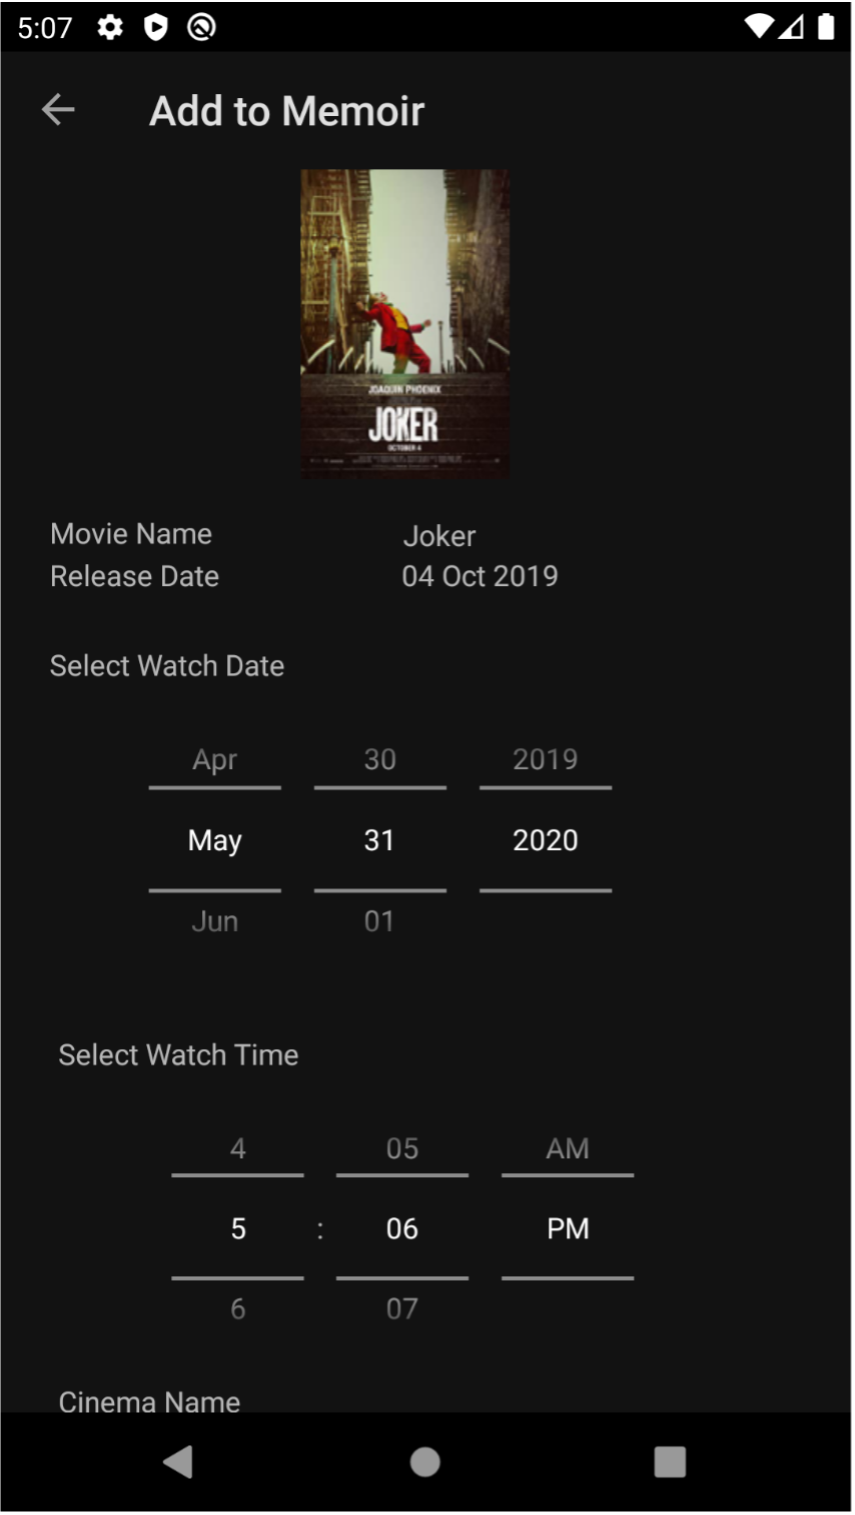 5:07
Add to Memoir
JOAQUIN PHOENIX
JOKER
OCTOBER 4
Movie Name Joker
Release Date 04 Oct 2019
Select Watch Date
Apr 30 2019
May 31 2020
Jun 01
Select Watch Time
4 05 AM
5 : 06 PM
6 07
Cinema Name